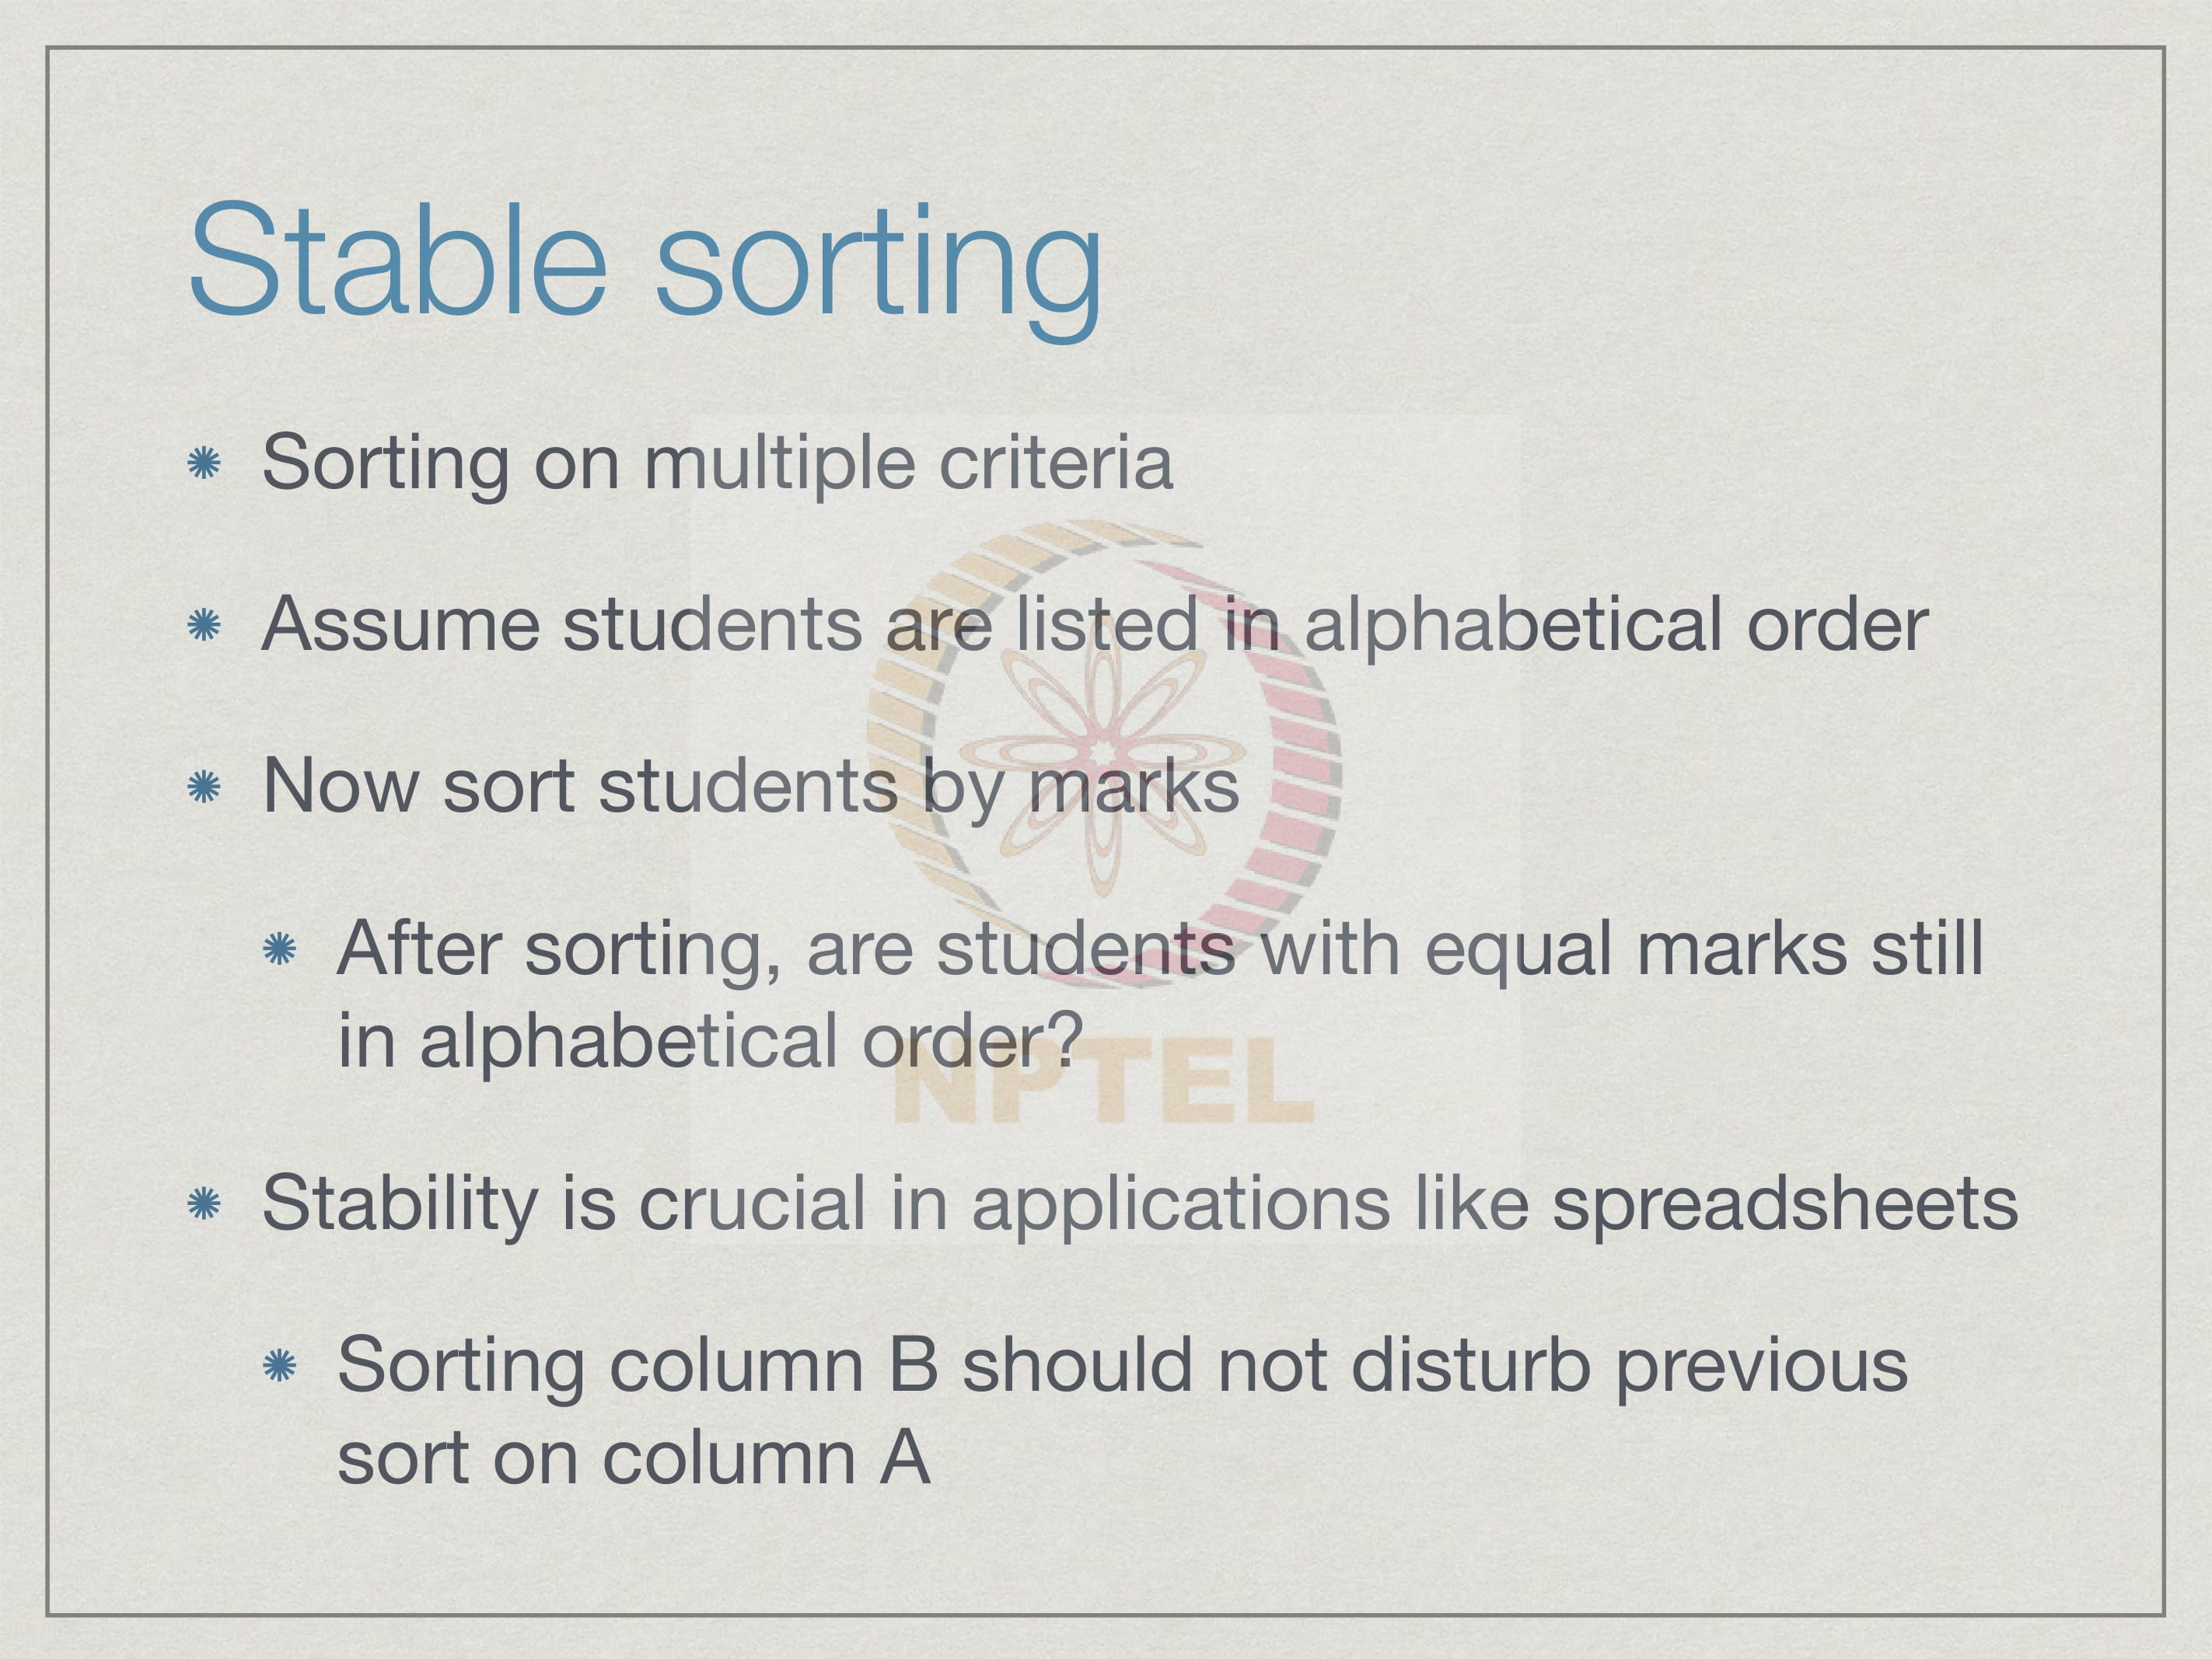 Stable sorting
Sorting on multiple criteria
Assume students are listed in alphabetical order
Now sort students by marks
After sorting, are students with equal marks still
in alphabetical order?
NPTEL
Stability is crucial in applications like spreadsheets
Sorting column B should not disturb previous
sort on column A